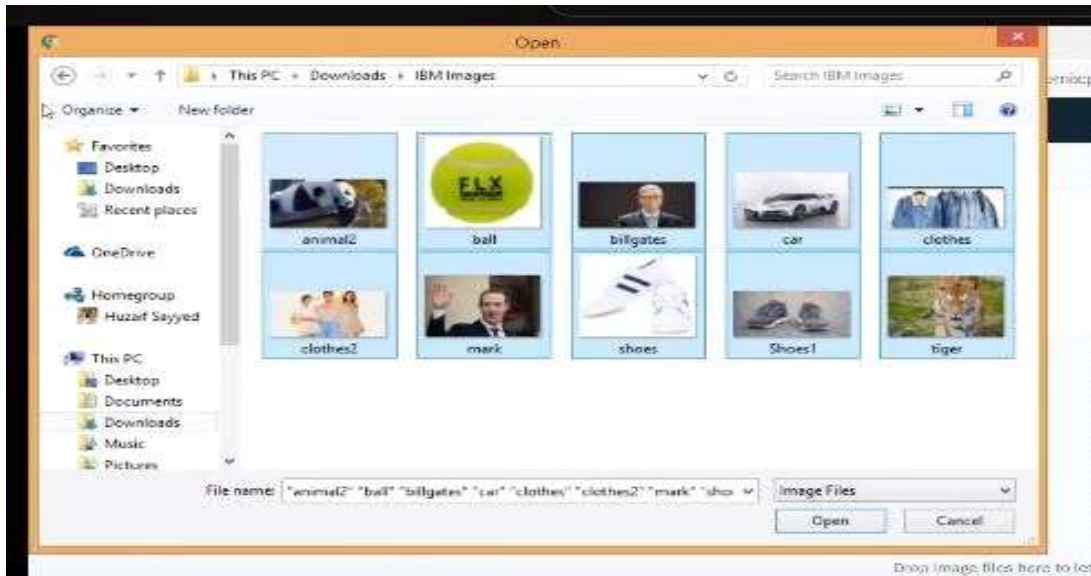 Open
This PC Downloads IBM Images
Search IBM Images
Organize
New folder
Favorites
Desktop
Downloads
Recent places
OneDrive
Homegroup
Huzaif Sayyed
This PC
Desktop
Documents
Downloads
Music
Pictures
FLX
animal2 ball billgates car clothes
clothes2 mark shoes Shoes1 tiger
File name: "animal2" "ball" "billgates" "car" "clothes" "clothes2" "mark" "shoe
Image Files
Open Cancel
Drop image files here to